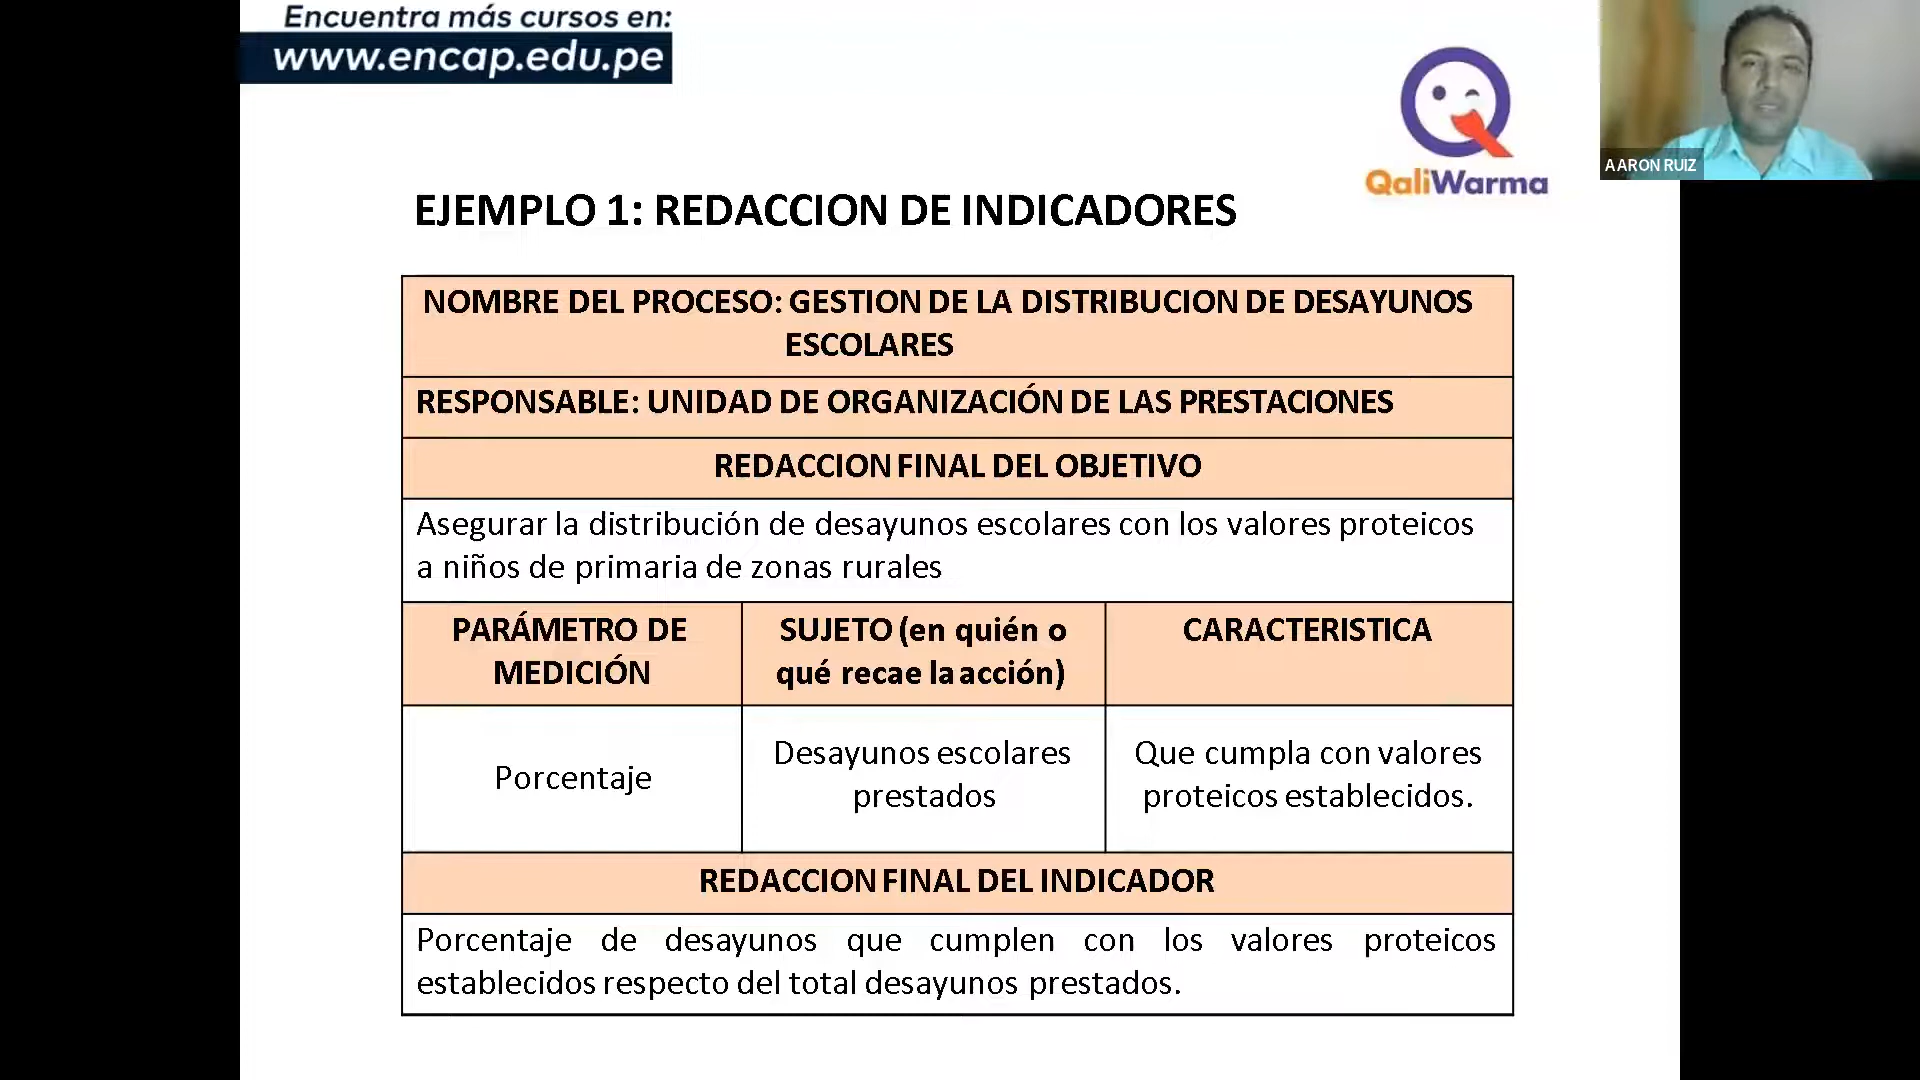 Encuentra más cursos en:
www.encap.edu.pe
QaliWarma
AARON RUIZ
EJEMPLO 1: REDACCION DE INDICADORES
NOMBRE DEL PROCESO: GESTION DE LA DISTRIBUCION DE DESAYUNOS
ESCOLARES
RESPONSABLE: UNIDAD DE ORGANIZACIÓN DE LAS PRESTACIONES
REDACCION FINAL DEL OBJETIVO
Asegurar la distribución de desayunos escolares con los valores proteicos
a niños de primaria de zonas rurales
PARÁMETRO DE
MEDICIÓN
SUJETO (en quién o
qué recae la acción)
CARACTERISTICA
Porcentaje
Desayunos escolares
prestados
Que cumpla con valores
proteicos establecidos.
REDACCION FINAL DEL INDICADOR
Porcentaje de desayunos que cumplen con los valores proteicos
establecidos respecto del total desayunos prestados.